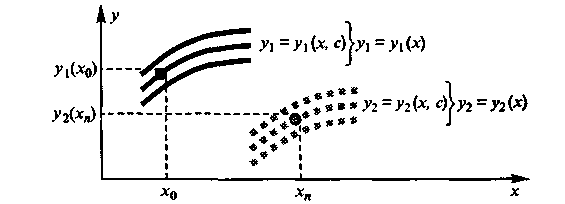 y
y₁ = y₁(x, c)}y₁ = y₁(x)
y₁(x₀)
y₂ = y₂(x, c)}y₂ = y₂(x)
y₂(xₙ)
x₀
xₙ
x